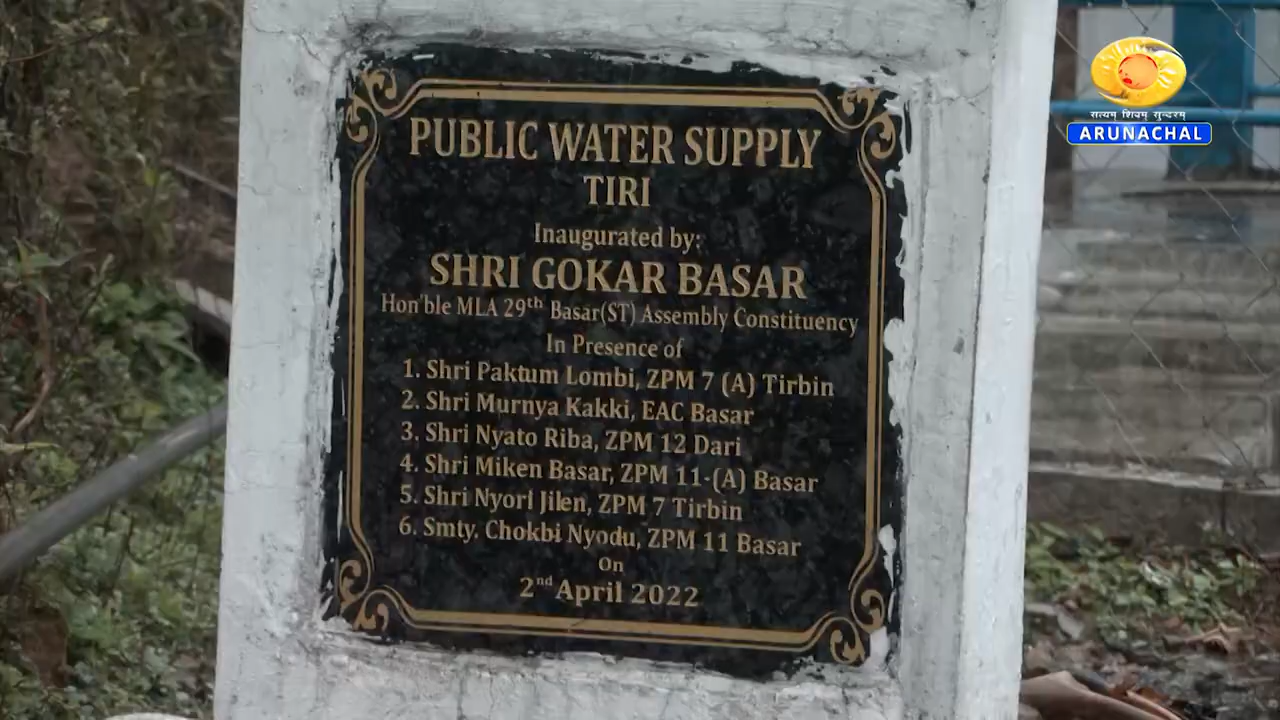 PUBLIC WATER SUPPLY
TIRI
Inaugurated by:
SHRI GOKAR BASAR
Hon'ble MLA 29th Basar(ST) Assembly Constituency
In Presence of
1. Shri Paktum Lombi, ZPM 7 (A) Tirbin
2. Shri Murnya Kakki, EAC Basar
3. Shri Nyato Riba, ZPM 12 Dari
4. Shri Miken Basar, ZPM 11-(A) Basar
5. Shri Nyorl Jilen, ZPM 7 Tirbin
6. Smty. Chokbi Nyodu, ZPM 11 Basar
On
2nd April 2022
सत्यम् शिवम् सुन्दरम्
ARUNACHAL